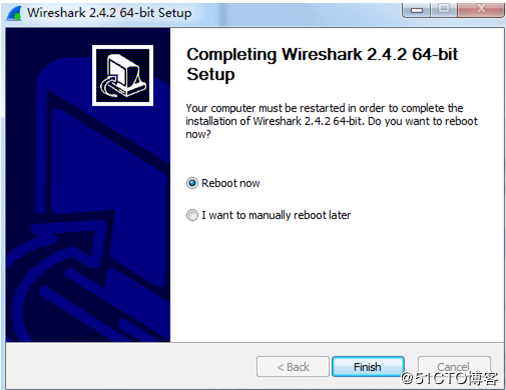 Wireshark 2.4.2 64-bit Setup
Completing Wireshark 2.4.2 64-bit
Setup
Your computer must be restarted in order to complete the
installation of Wireshark 2.4.2 64-bit. Do you want to reboot
now?
Reboot now
I want to manually reboot later
< Back
Finish
Cancel
@51CTO博客